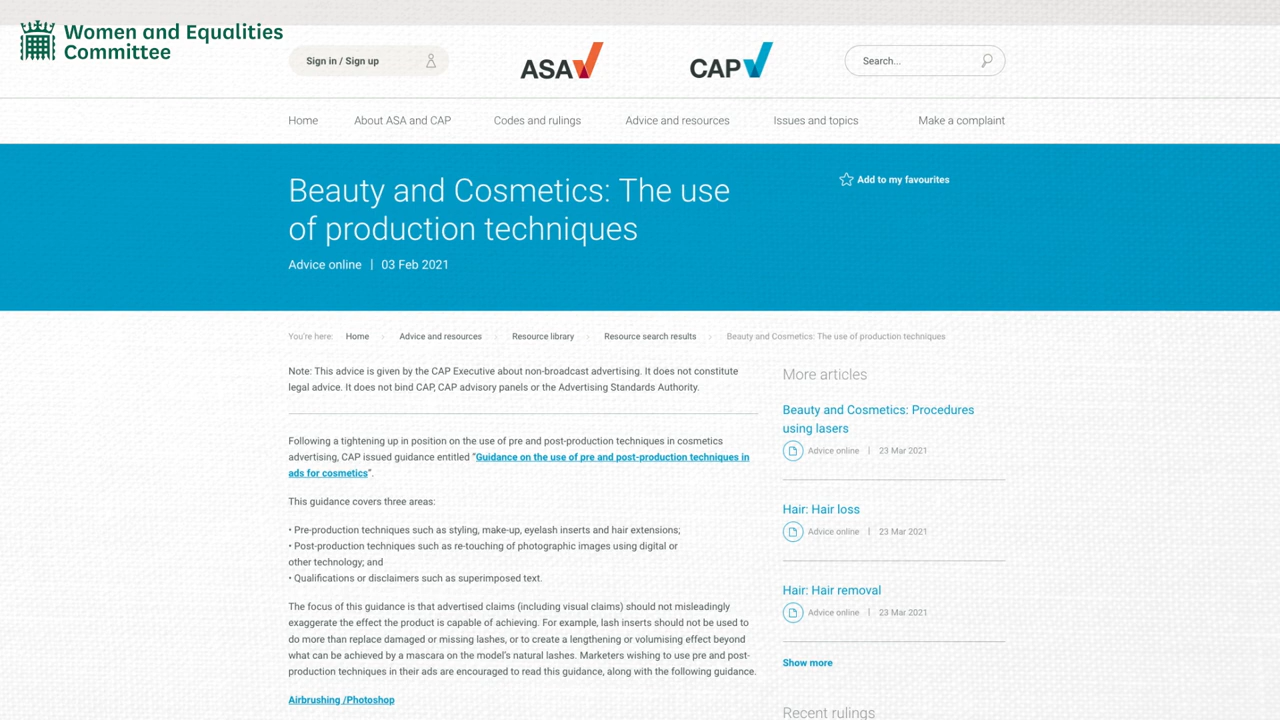 Women and Equalities
Committee
Sign in / Sign up
ASA
CAP
Search...
Home
About ASA and CAP
Codes and rulings
Advice and resources
Issues and topics
Make a complaint
Beauty and Cosmetics: The use
of production techniques
Advice online | 03 Feb 2021
Add to my favourites
You're here: Home › Advice and resources › Resource library › Resource search results › Beauty and Cosmetics: The use of production techniques
Note: This advice is given by the CAP Executive about non-broadcast advertising. It does not constitute
legal advice. It does not bind CAP, CAP advisory panels or the Advertising Standards Authority.
Following a tightening up in position on the use of pre and post-production techniques in cosmetics
advertising, CAP issued guidance entitled “Guidance on the use of pre and post-production techniques in
ads for cosmetics”.
This guidance covers three areas:
• Pre-production techniques such as styling, make-up, eyelash inserts and hair extensions;
• Post-production techniques such as re-touching of photographic images using digital or
other technology; and
• Qualifications or disclaimers such as superimposed text.
The focus of this guidance is that advertised claims (including visual claims) should not misleadingly
exaggerate the effect the product is capable of achieving. For example, lash inserts should not be used to
do more than replace damaged or missing lashes, or to create a lengthening or volumising effect beyond
what can be achieved by a mascara on the model's natural lashes. Marketers wishing to use pre and post-
production techniques in their ads are encouraged to read this guidance, along with the following guidance.
Airbrushing /Photoshop
More articles
Beauty and Cosmetics: Procedures
using lasers
Advice online | 23 Mar 2021
Hair: Hair loss
Advice online | 23 Mar 2021
Hair: Hair removal
Advice online | 23 Mar 2021
Show more
Recent rulings